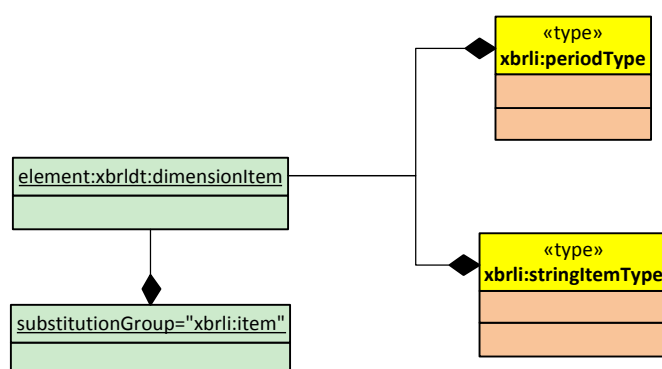 «type»
xbrli:periodType
element:xbrldt:dimensionItem
«type»
xbrli:stringItemType
substitutionGroup="xbrli:item"